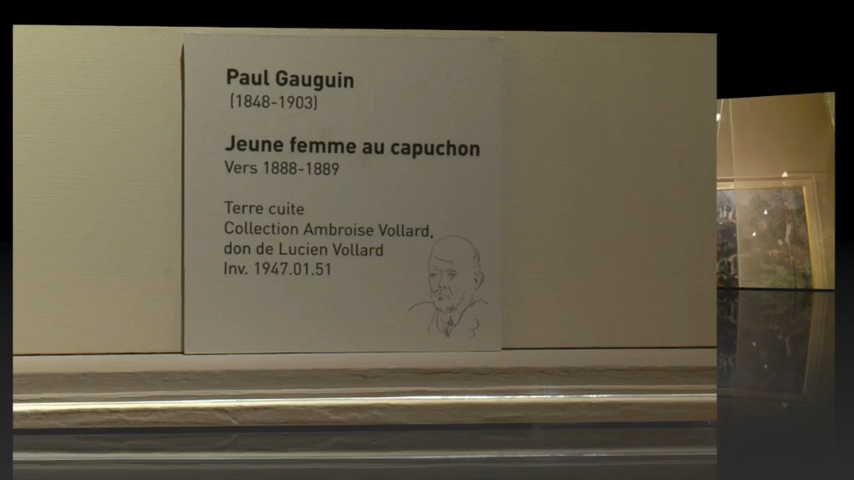 Paul Gauguin
(1848-1903)
Jeune femme au capuchon
Vers 1888-1889
Terre cuite
Collection Ambroise Vollard,
don de Lucien Vollard
Inv. 1947.01.51